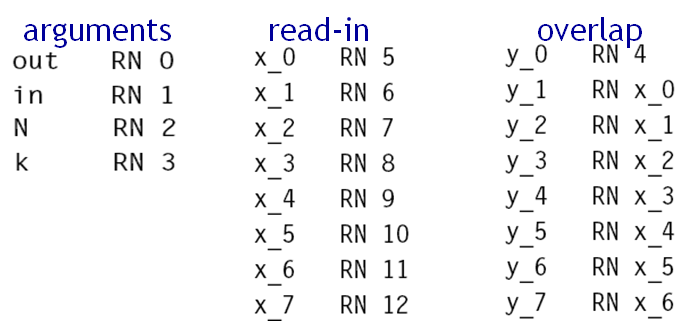 arguments
out RN 0
in RN 1
N RN 2
k RN 3
read-in
x_0 RN 5
x_1 RN 6
x_2 RN 7
x_3 RN 8
x_4 RN 9
x_5 RN 10
x_6 RN 11
x_7 RN 12
overlap
y_0 RN 4
y_1 RN x_0
y_2 RN x_1
y_3 RN x_2
y_4 RN x_3
y_5 RN x_4
y_6 RN x_5
y_7 RN x_6